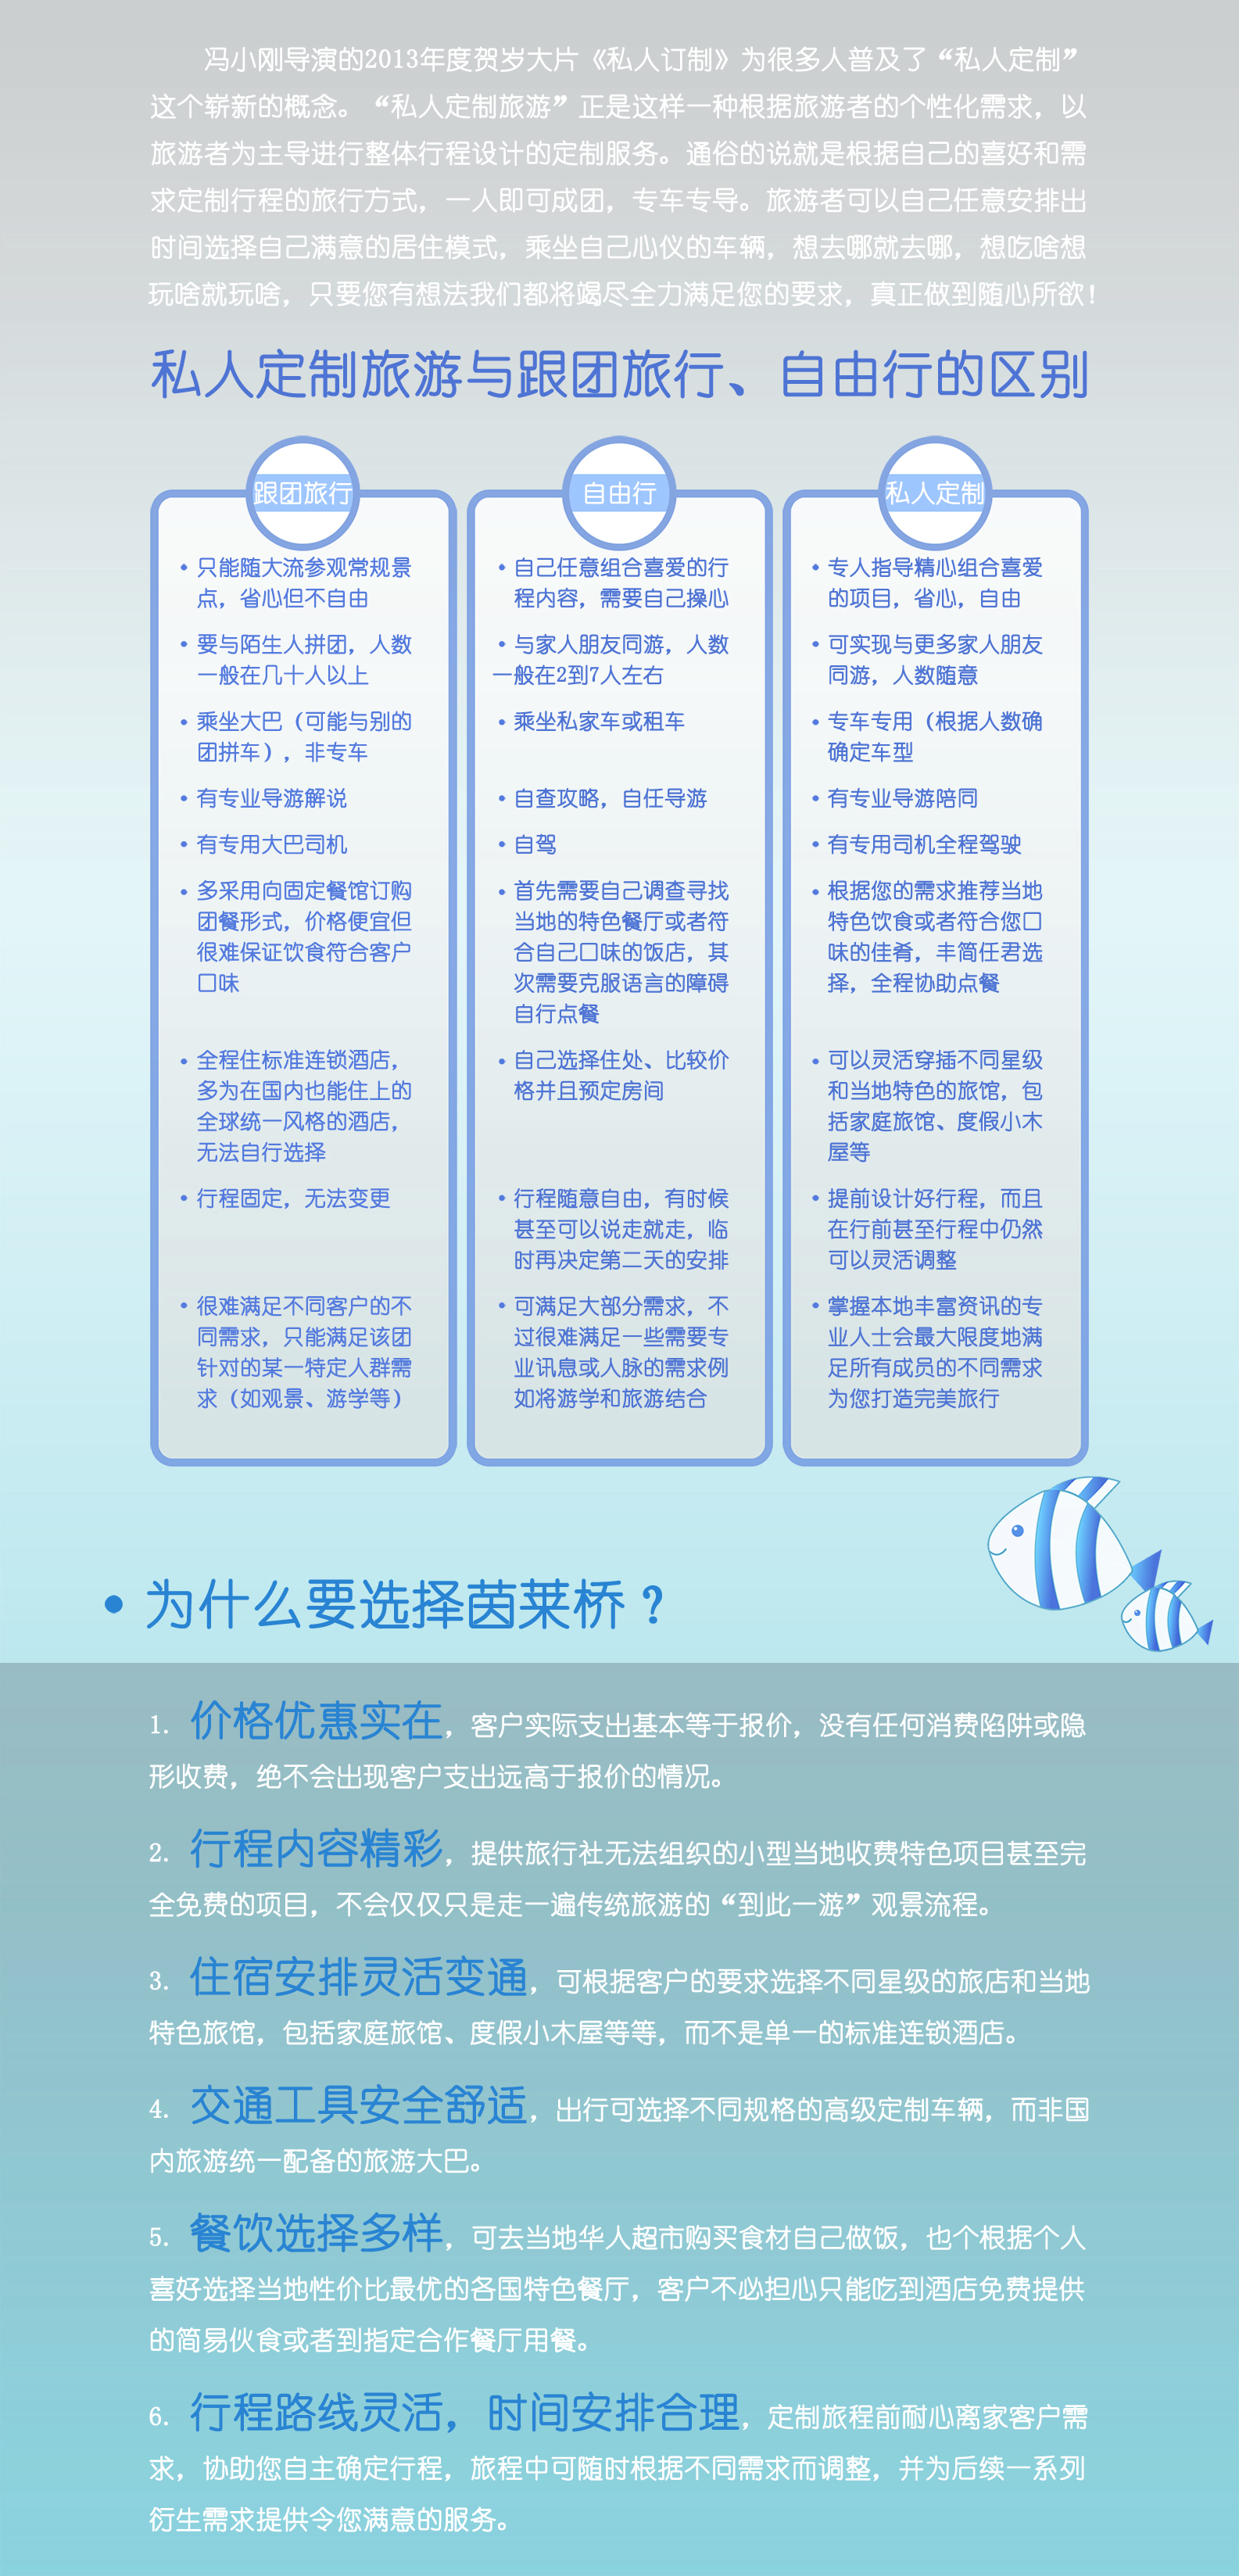 冯小刚导演的2013年度贺岁大片《私人订制》为很多人普及了“私人定制”
这个崭新的概念。“私人定制旅游”正是这样一种根据旅游者的个性化需求，以
旅游者为主导进行整体行程设计的定制服务。通俗的说就是根据自己的喜好和需
求定制行程的旅行方式，一人即可成团，专车专导。旅游者可以自己任意安排出
时间选择自己满意的居住模式，乘坐自己心仪的车辆，想去哪就去哪，想吃啥想
玩啥就玩啥，只要您有想法我们都将竭尽全力满足您的要求，真正做到随心所欲！
私人定制旅游与跟团旅行、自由行的区别
跟团旅行
• 只能随大流参观常规景
点，省心但不自由
• 要与陌生人拼团，人数
一般在几十人以上
• 乘坐大巴（可能与别的
团拼车），非专车
• 有专业导游解说
• 有专用大巴司机
• 多采用向固定餐馆订购
团餐形式，价格便宜但
很难保证饮食符合客户
口味
• 全程住标准连锁酒店，
多为在国内也能住上的
全球统一风格的酒店，
无法自行选择
• 行程固定，无法变更
• 很难满足不同客户的不
同需求，只能满足该团
针对的某一特定人群需
求（如观景、游学等）
自由行
• 自己任意组合喜爱的行
程内容，需要自己操心
• 与家人朋友同游，人数
一般在2到7人左右
• 乘坐私家车或租车
• 自查攻略，自任导游
• 自驾
• 首先需要自己调查寻找
当地的特色餐厅或者符
合自己口味的饭店，其
次需要克服语言的障碍
自行点餐
• 自己选择住处、比较价
格并且预定房间
• 行程随意自由，有时候
甚至可以说走就走，临
时再决定第二天的安排
• 可满足大部分需求，不
过很难满足一些需要专
业讯息或人脉的需求例
如将游学和旅游结合
私人定制
• 专人指导精心组合喜爱
的项目，省心，自由
• 可实现与更多家人朋友
同游，人数随意
• 专车专用（根据人数确
确定车型
• 有专业导游陪同
• 有专用司机全程驾驶
• 根据您的需求推荐当地
特色饮食或者符合您口
味的佳肴，丰简任君选
择，全程协助点餐
• 可以灵活穿插不同星级
和当地特色的旅馆，包
括家庭旅馆、度假小木
屋等
• 提前设计好行程，而且
在行前甚至行程中仍然
可以灵活调整
• 掌握本地丰富资讯的专
业人士会最大限度地满
足所有成员的不同需求
为您打造完美旅行
• 为什么要选择茵莱桥？
1. 价格优惠实在，客户实际支出基本等于报价，没有任何消费陷阱或隐
形收费，绝不会出现客户支出远高于报价的情况。
2. 行程内容精彩，提供旅行社无法组织的小型当地收费特色项目甚至完
全免费的项目，不会仅仅只是走一遍传统旅游的“到此一游”观景流程。
3. 住宿安排灵活变通，可根据客户的要求选择不同星级的旅店和当地
特色旅馆，包括家庭旅馆、度假小木屋等等，而不是单一的标准连锁酒店。
4. 交通工具安全舒适，出行可选择不同规格的高级定制车辆，而非国
内旅游统一配备的旅游大巴。
5. 餐饮选择多样，可去当地华人超市购买食材自己做饭，也个根据个人
喜好选择当地性价比最优的各国特色餐厅，客户不必担心只能吃到酒店免费提供
的简易伙食或者到指定合作餐厅用餐。
6. 行程路线灵活，时间安排合理，定制旅程前耐心离家客户需
求，协助您自主确定行程，旅程中可随时根据不同需求而调整，并为后续一系列
衍生需求提供令您满意的服务。